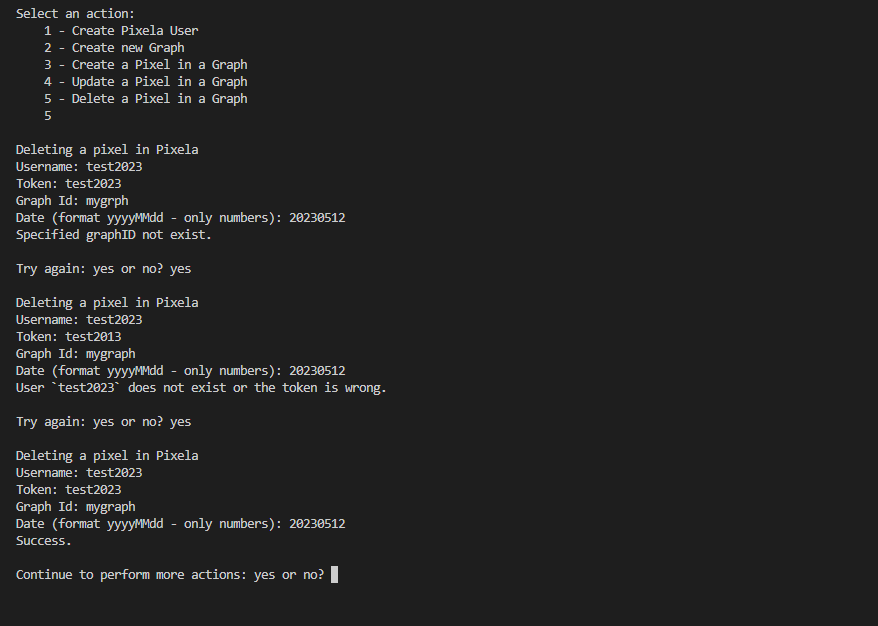 Select an action:
    1 - Create Pixela User
    2 - Create new Graph
    3 - Create a Pixel in a Graph
    4 - Update a Pixel in a Graph
    5 - Delete a Pixel in a Graph
    5
Deleting a pixel in Pixela
Username: test2023
Token: test2023
Graph Id: mygrph
Date (format yyyyMMdd - only numbers): 20230512
Specified graphID not exist.
Try again: yes or no? yes
Deleting a pixel in Pixela
Username: test2023
Token: test2013
Graph Id: mygraph
Date (format yyyyMMdd - only numbers): 20230512
User `test2023` does not exist or the token is wrong.
Try again: yes or no? yes
Deleting a pixel in Pixela
Username: test2023
Token: test2023
Graph Id: mygraph
Date (format yyyyMMdd - only numbers): 20230512
Success.
Continue to perform more actions: yes or no?